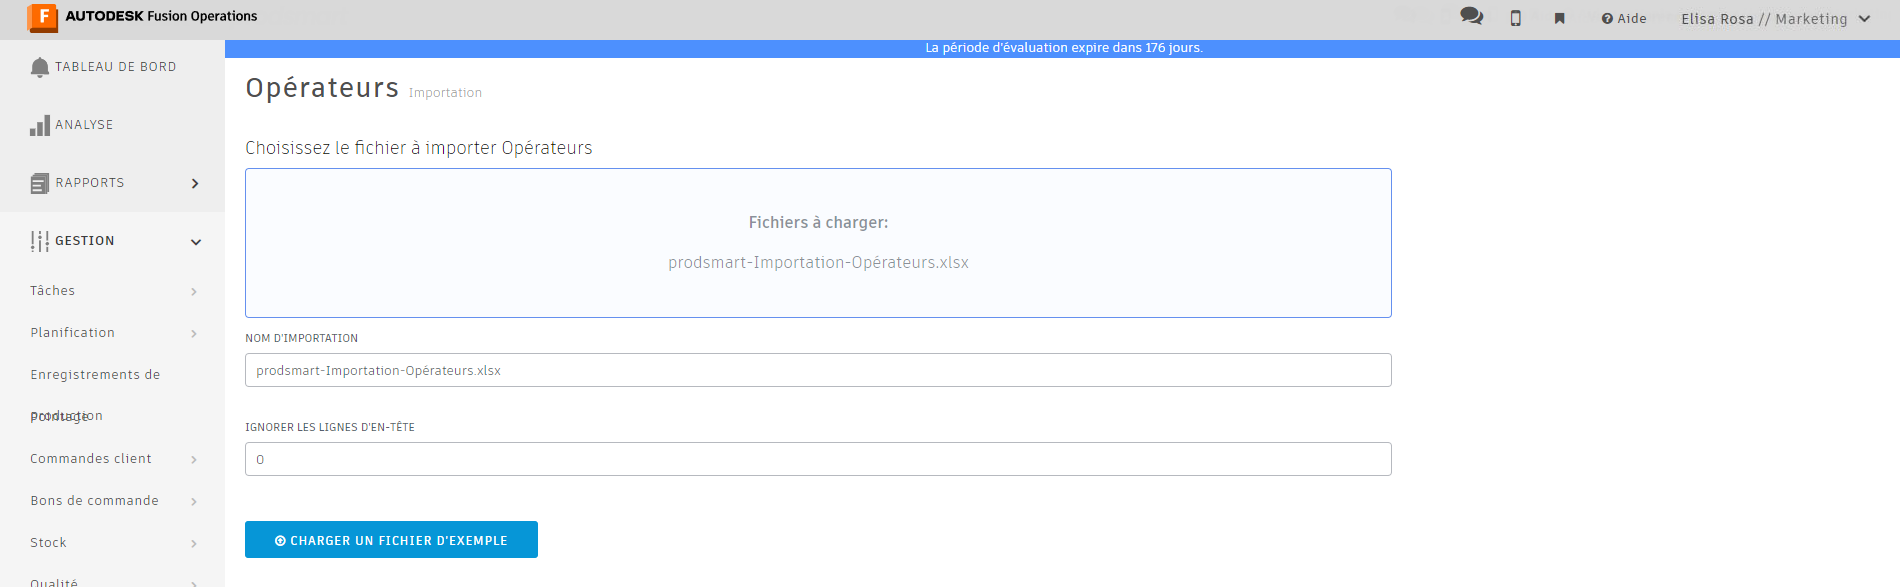 AUTODESK Fusion Operations
Aide
Elisa Rosa // Marketing
La période d'évaluation expire dans 176 jours.
TABLEAU DE BORD
ANALYSE
RAPPORTS
GESTION
Tâches
Planification
Enregistrements de
production
Pointage
Commandes client
Bons de commande
Stock
Qualité
Opérateurs Importation
Choisissez le fichier à importer Opérateurs
Fichiers à charger:
prodsmart-Importation-Opérateurs.xlsx
NOM D'IMPORTATION
prodsmart-Importation-Opérateurs.xlsx
IGNORER LES LIGNES D'EN-TÊTE
0
CHARGER UN FICHIER D'EXEMPLE